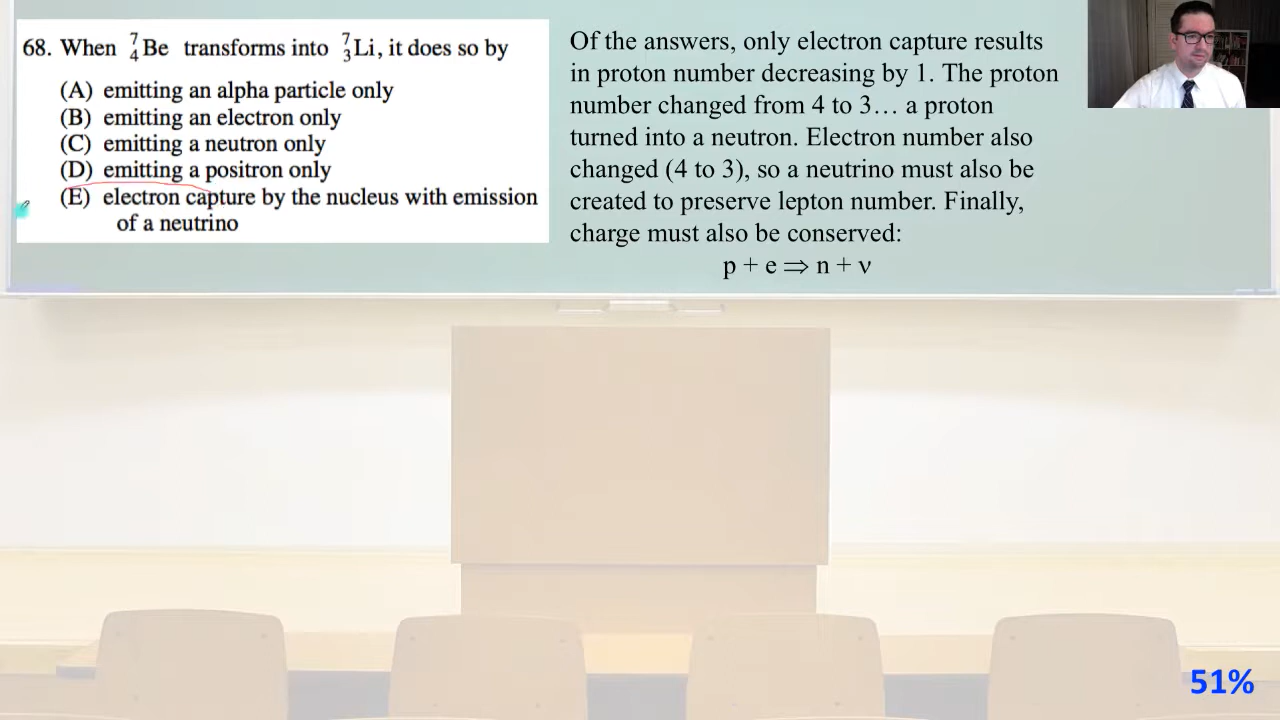 68. When ⁷₄Be transforms into ⁷₃Li, it does so by
(A) emitting an alpha particle only
(B) emitting an electron only
(C) emitting a neutron only
(D) emitting a positron only
(E) electron capture by the nucleus with emission
of a neutrino
Of the answers, only electron capture results
in proton number decreasing by 1. The proton
number changed from 4 to 3… a proton
turned into a neutron. Electron number also
changed (4 to 3), so a neutrino must also be
created to preserve lepton number. Finally,
charge must also be conserved:
p + e ⇒ n + ν
51%